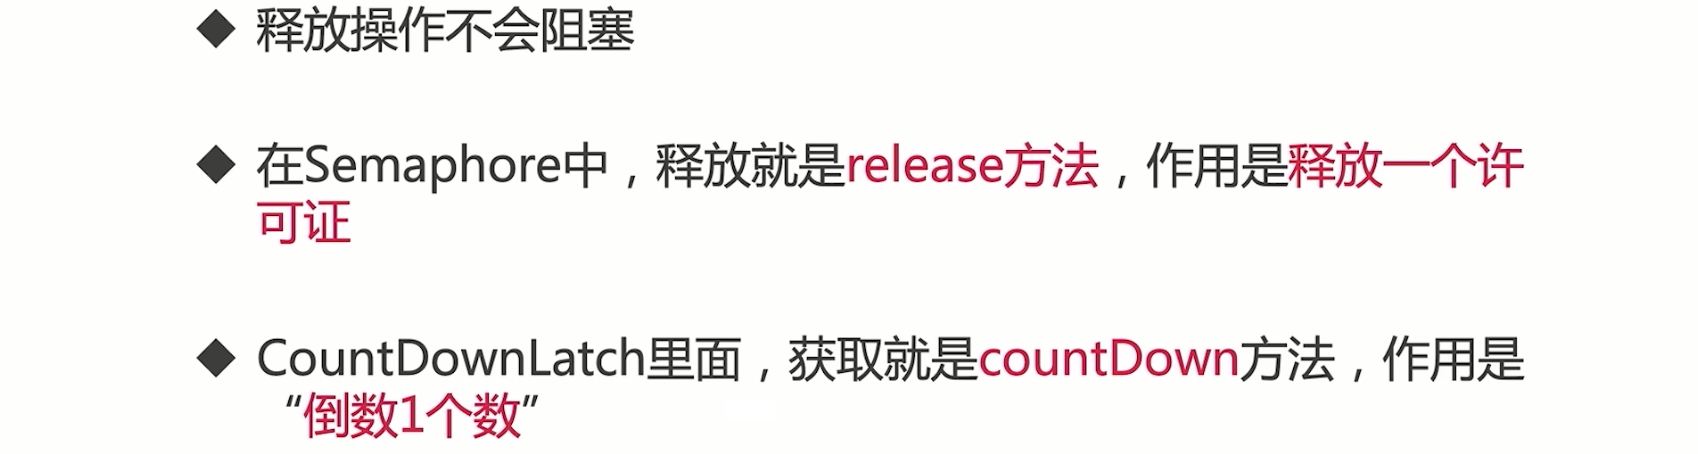 ◆ 释放操作不会阻塞
◆ 在Semaphore中，释放就是release方法，作用是释放一个许
可证
◆ CountDownLatch里面，获取就是countDown方法，作用是
“倒数1个数”